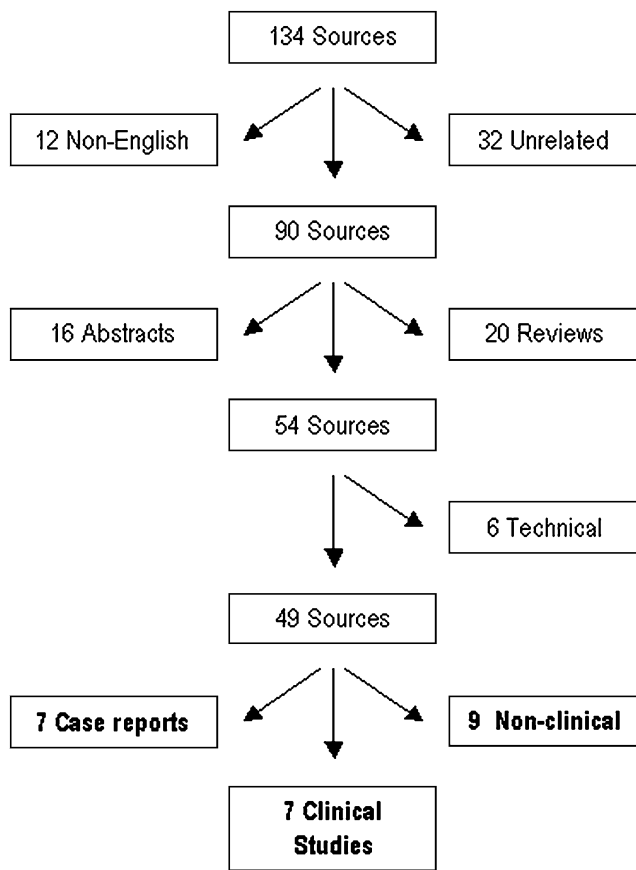 134 Sources
12 Non-English
32 Unrelated
90 Sources
16 Abstracts
20 Reviews
54 Sources
6 Technical
49 Sources
7 Case reports
9 Non-clinical
7 Clinical
Studies